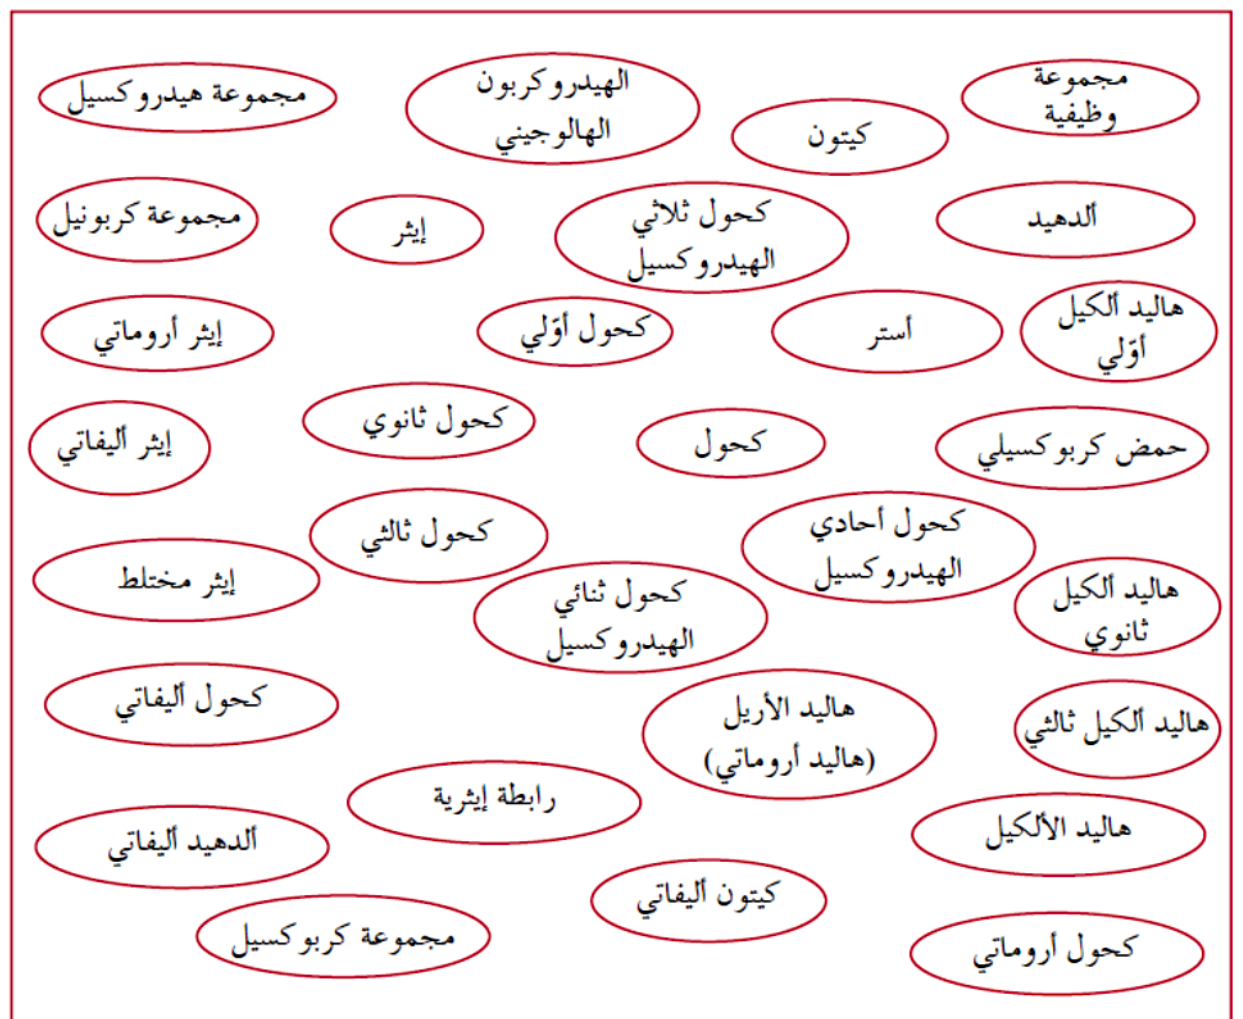 مجموعة
وظيفية
كيتون
الهيدروكربون
الهالوجيني
مجموعة هيدروكسيل
ألدهيد
كحول ثلاثي
الهيدروكسيل
إيثر
مجموعة كربونيل
هاليد ألكيل
أوّلي
أستر
كحول أوّلي
إيثر أروماتي
حمض كربوكسيلي
كحول
كحول ثانوي
إيثر أليفاتي
كحول أحادي
الهيدروكسيل
كحول ثالثي
إيثر مختلط
هاليد ألكيل
ثانوي
كحول ثنائي
الهيدروكسيل
كحول أليفاتي
هاليد ألكيل ثالثي
هاليد الأريل
(هاليد أروماتي)
رابطة إيثرية
هاليد الألكيل
ألدهيد أليفاتي
كيتون أليفاتي
مجموعة كربوكسيل
كحول أروماتي